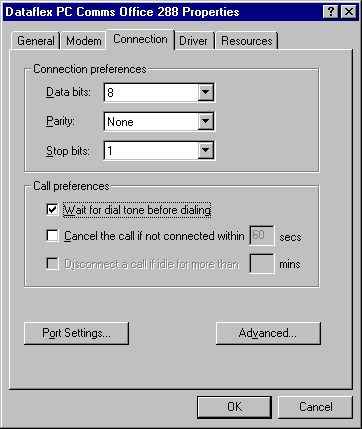 Dataflex PC Comms Office 288 Properties
General Modem Connection Driver Resources
Connection preferences
Data bits: 8
Parity: None
Stop bits: 1
Call preferences
Wait for dial tone before dialing
Cancel the call if not connected within 60 secs
Disconnect a call if idle for more than mins
Port Settings... Advanced...
OK Cancel